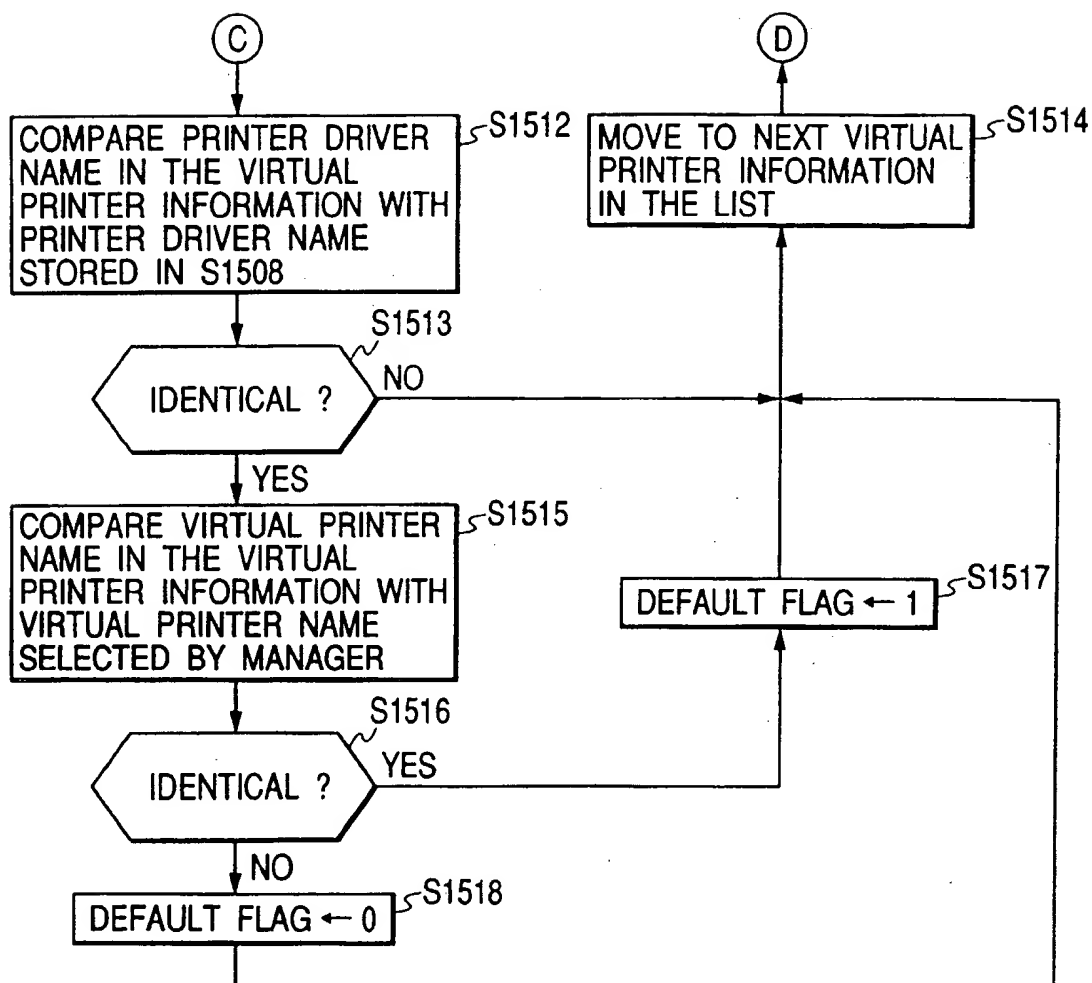 C
D
COMPARE PRINTER DRIVER
NAME IN THE VIRTUAL
PRINTER INFORMATION WITH
PRINTER DRIVER NAME
STORED IN S1508
S1512
MOVE TO NEXT VIRTUAL
PRINTER INFORMATION
IN THE LIST
S1514
S1513
IDENTICAL ?
NO
YES
COMPARE VIRTUAL PRINTER
NAME IN THE VIRTUAL
PRINTER INFORMATION WITH
VIRTUAL PRINTER NAME
SELECTED BY MANAGER
S1515
DEFAULT FLAG ← 1
S1517
S1516
IDENTICAL ?
YES
NO
DEFAULT FLAG ← 0
S1518